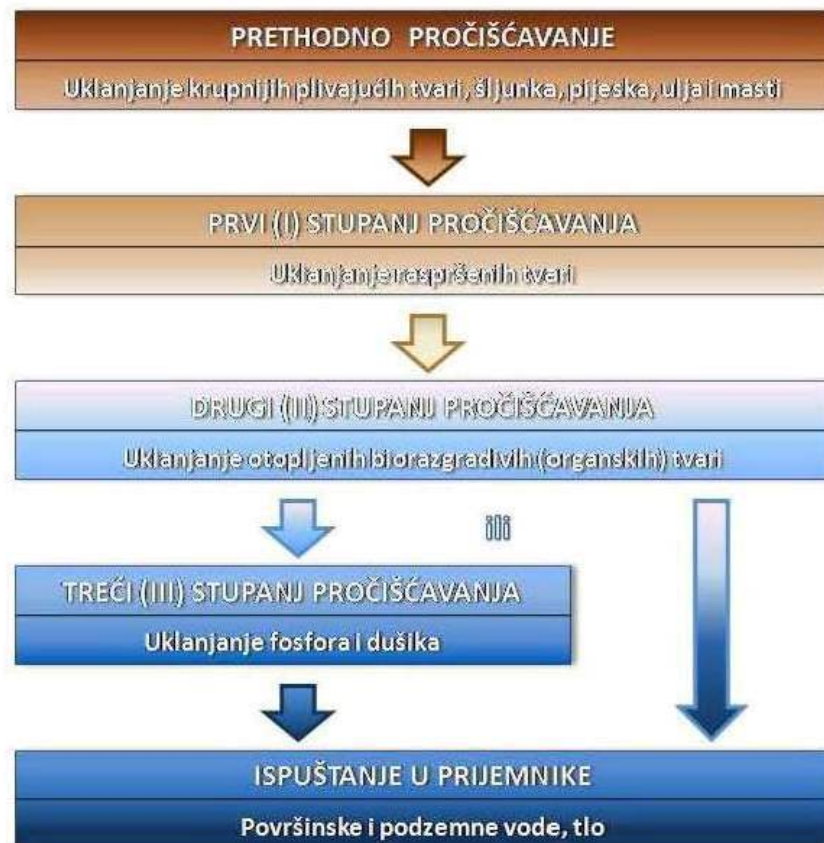 PRETHODNO PROČIŠĆAVANJE
Uklanjanje krupnijih plivajućih tvari, šljunka, pijeska, ulja i masti
PRVI (I) STUPANJ PROČIŠĆAVANJA
Uklanjanje raspršenih tvari
DRUGI (II) STUPANJ PROČIŠĆAVANJA
Uklanjanje otopljenih biorazgradivih (organskih) tvari
ili
TREĆI (III) STUPANJ PROČIŠĆAVANJA
Uklanjanje fosfora i dušika
ISPUŠTANJE U PRIJEMNIKE
Površinske i podzemne vode, tlo